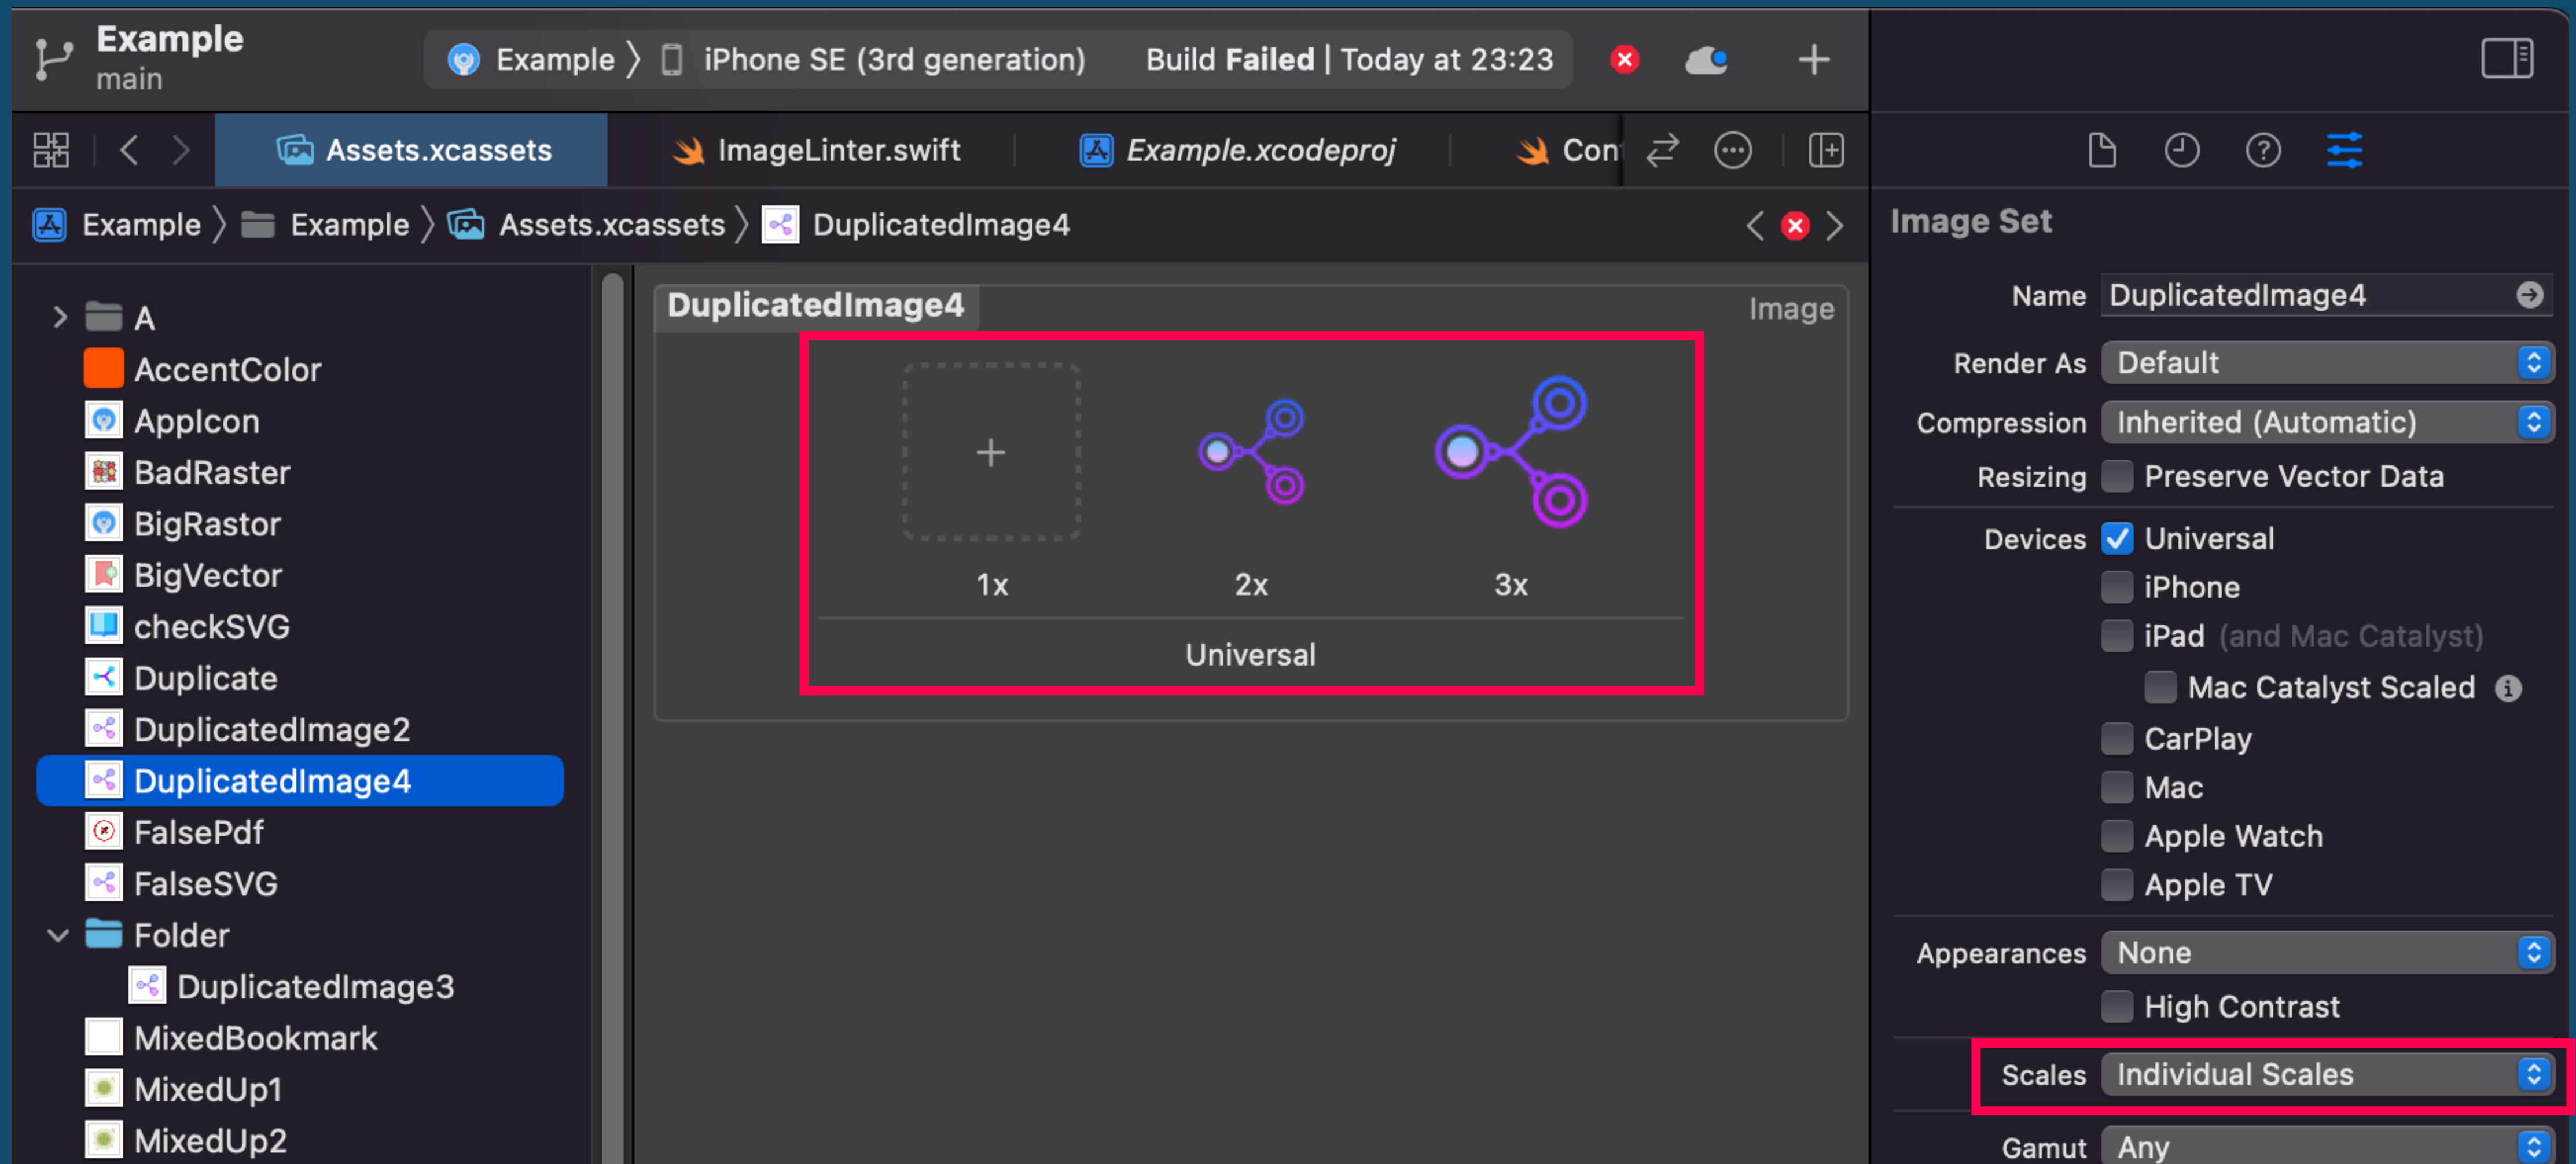 Example
main
Example
iPhone SE (3rd generation)
Build Failed | Today at 23:23
Assets.xcassets
ImageLinter.swift
Example.xcodeproj
Example
Example
Assets.xcassets
DuplicatedImage4
A
AccentColor
AppIcon
BadRaster
BigRastor
BigVector
checkSVG
Duplicate
DuplicatedImage2
DuplicatedImage4
FalsePdf
FalseSVG
Folder
DuplicatedImage3
MixedBookmark
MixedUp1
MixedUp2
DuplicatedImage4
Image
1x
2x
3x
Universal
Image Set
Name DuplicatedImage4
Render As Default
Compression Inherited (Automatic)
Resizing Preserve Vector Data
Devices Universal
iPhone
iPad (and Mac Catalyst)
Mac Catalyst Scaled
CarPlay
Mac
Apple Watch
Apple TV
Appearances None
High Contrast
Scales Individual Scales
Gamut Any